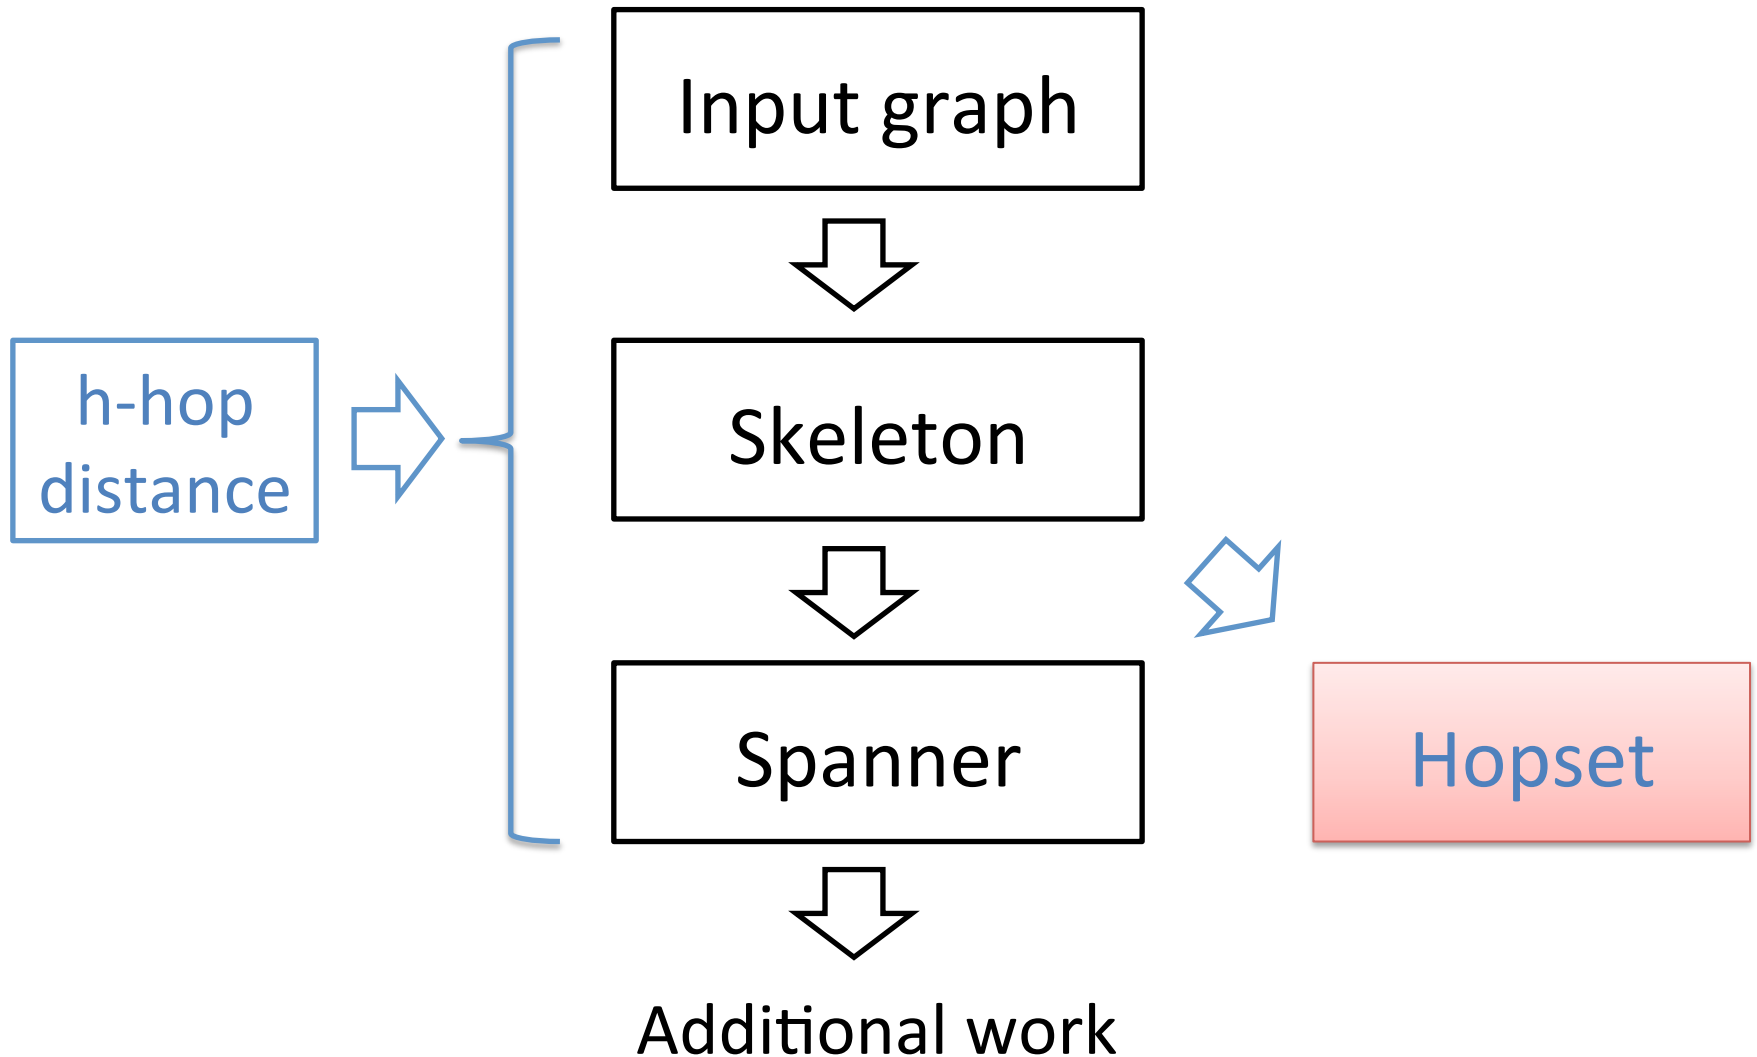 Input graph
h-hop
distance
Skeleton
Spanner
Hopset
Additional work